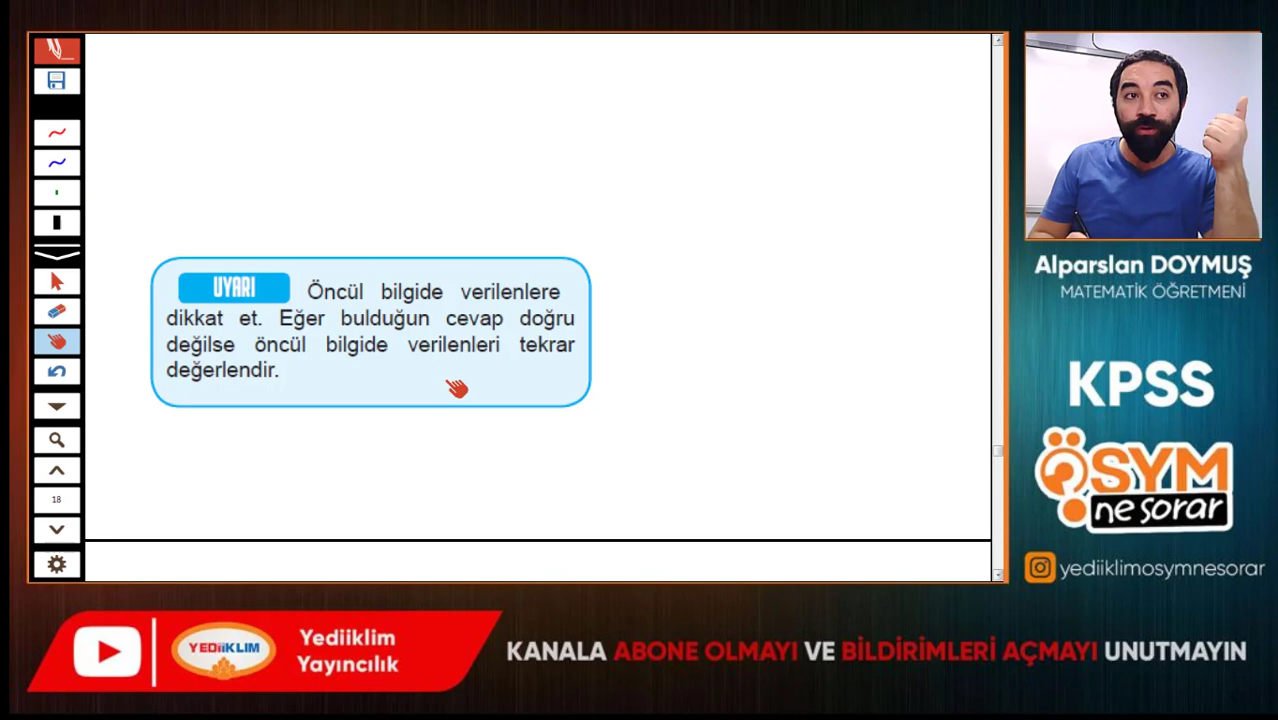 UYARI Öncül bilgide verilenlere
dikkat et. Eğer bulduğun cevap doğru
değilse öncül bilgide verilenleri tekrar
değerlendir.
18
Alparslan DOYMUŞ
MATEMATİK ÖĞRETMENİ
KPSS
ÖSYM
ne sorar
yediiklimosymnesorar
YEDiiKLIM
Yediiklim
Yayıncılık
KANALA ABONE OLMAYI VE BİLDİRİMLERİ AÇMAYI UNUTMAYIN